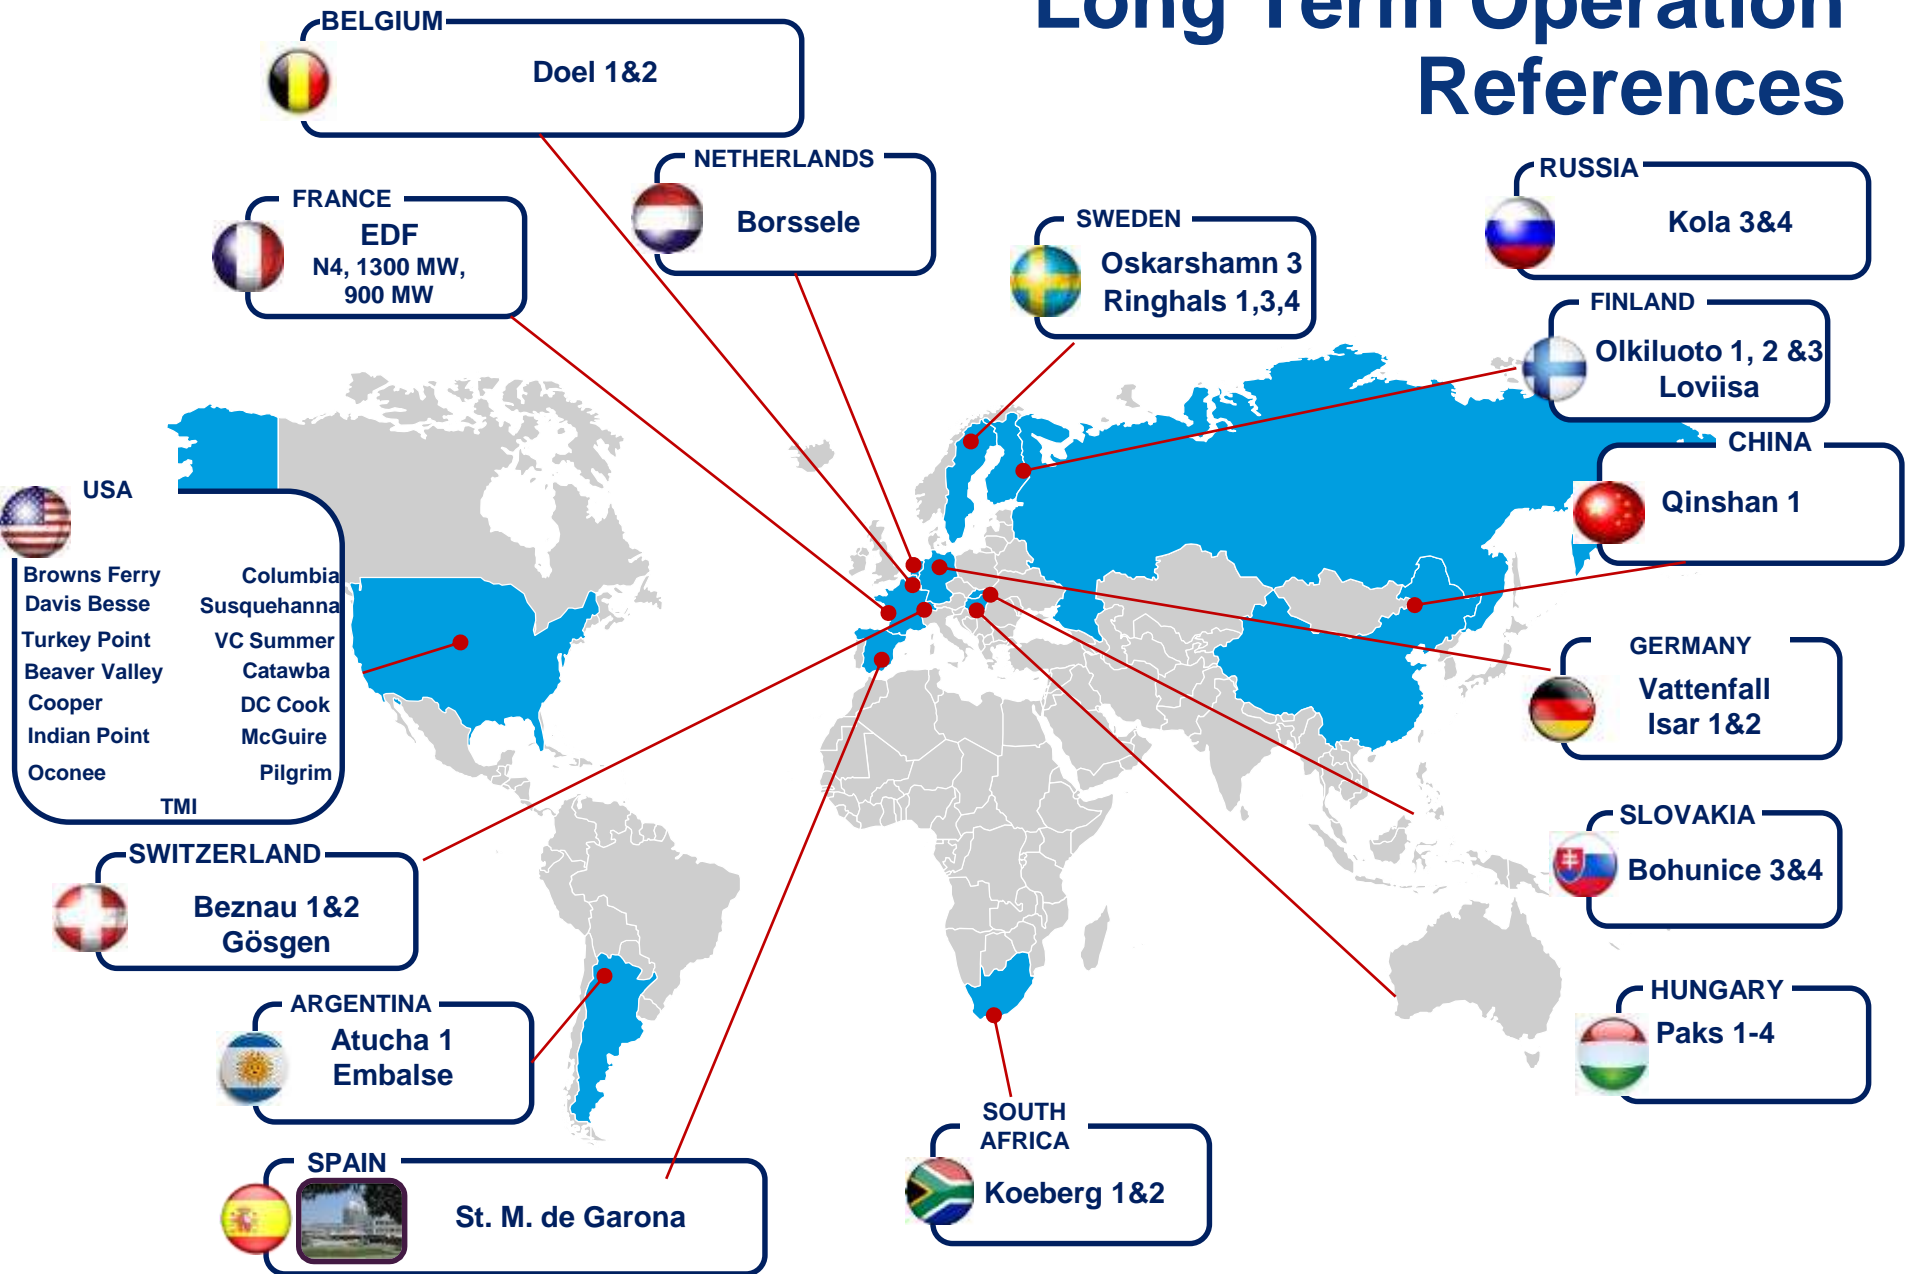 Long Term Operation
References
BELGIUM
Doel 1&2
NETHERLANDS
Borssele
FRANCE
EDF
N4, 1300 MW,
900 MW
SWEDEN
Oskarshamn 3
Ringhals 1,3,4
RUSSIA
Kola 3&4
FINLAND
Olkiluoto 1, 2 &3
Loviisa
CHINA
Qinshan 1
USA
Browns Ferry
Columbia
Davis Besse
Susquehanna
Turkey Point
VC Summer
Beaver Valley
Catawba
Cooper
DC Cook
Indian Point
McGuire
Oconee
Pilgrim
TMI
GERMANY
Vattenfall
Isar 1&2
SLOVAKIA
Bohunice 3&4
SWITZERLAND
Beznau 1&2
Gösgen
HUNGARY
Paks 1-4
ARGENTINA
Atucha 1
Embalse
SOUTH
AFRICA
Koeberg 1&2
SPAIN
St. M. de Garona